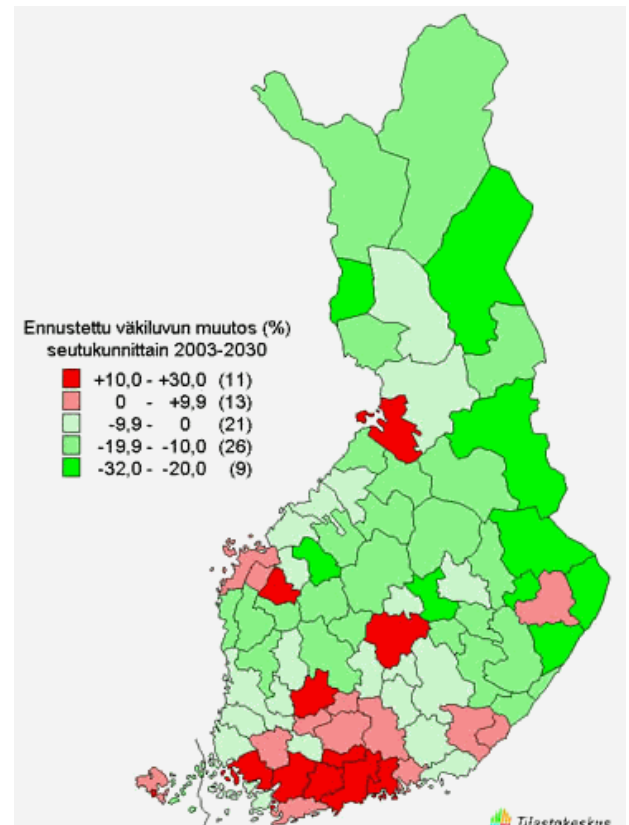 Ennustettu väkiluvun muutos (%)
seutukunnittain 2003-2030
+10,0 - +30,0 (11)
0 - +9,9 (13)
-9,9 - 0 (21)
-19,9 - -10,0 (26)
-32,0 - -20,0 (9)
Tilastokeskus